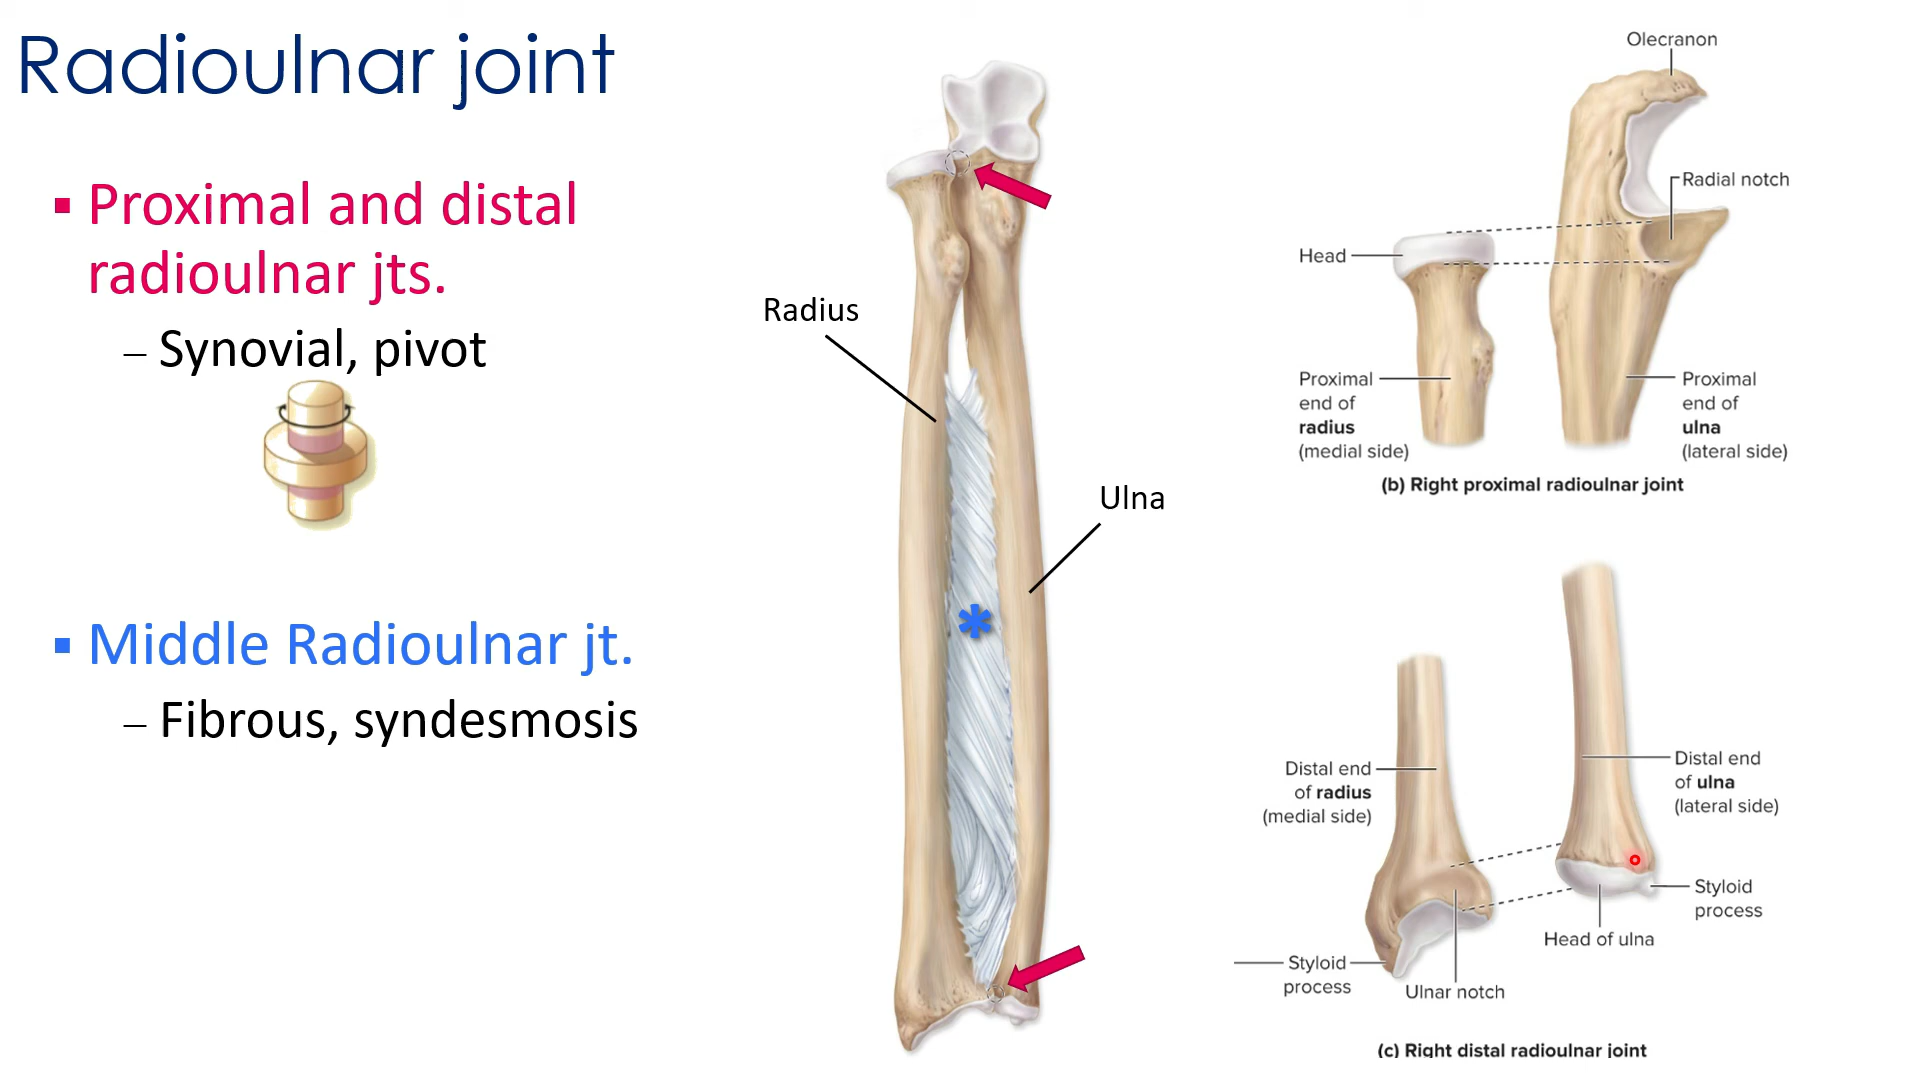 Radioulnar joint
▪ Proximal and distal
radioulnar jts.
– Synovial, pivot
▪ Middle Radioulnar jt.
– Fibrous, syndesmosis
Radius
Ulna
*
Olecranon
Radial notch
Head
Proximal
end of
radius
(medial side)
Proximal
end of
ulna
(lateral side)
(b) Right proximal radioulnar joint
Distal end
of radius
(medial side)
Distal end
of ulna
(lateral side)
Styloid
process
Head of ulna
Styloid
process
Ulnar notch
(c) Right distal radioulnar joint